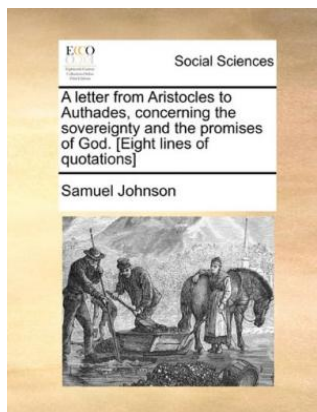 ECCO
Social Sciences
A letter from Aristocles to
Authades, concerning the
sovereignty and the promises
of God. [Eight lines of
quotations]
Samuel Johnson